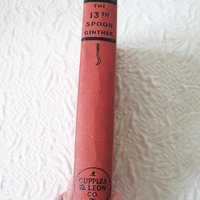 THE
13TH
SPOON
GINTHER
A
CUPPLES
& LEON
CO.